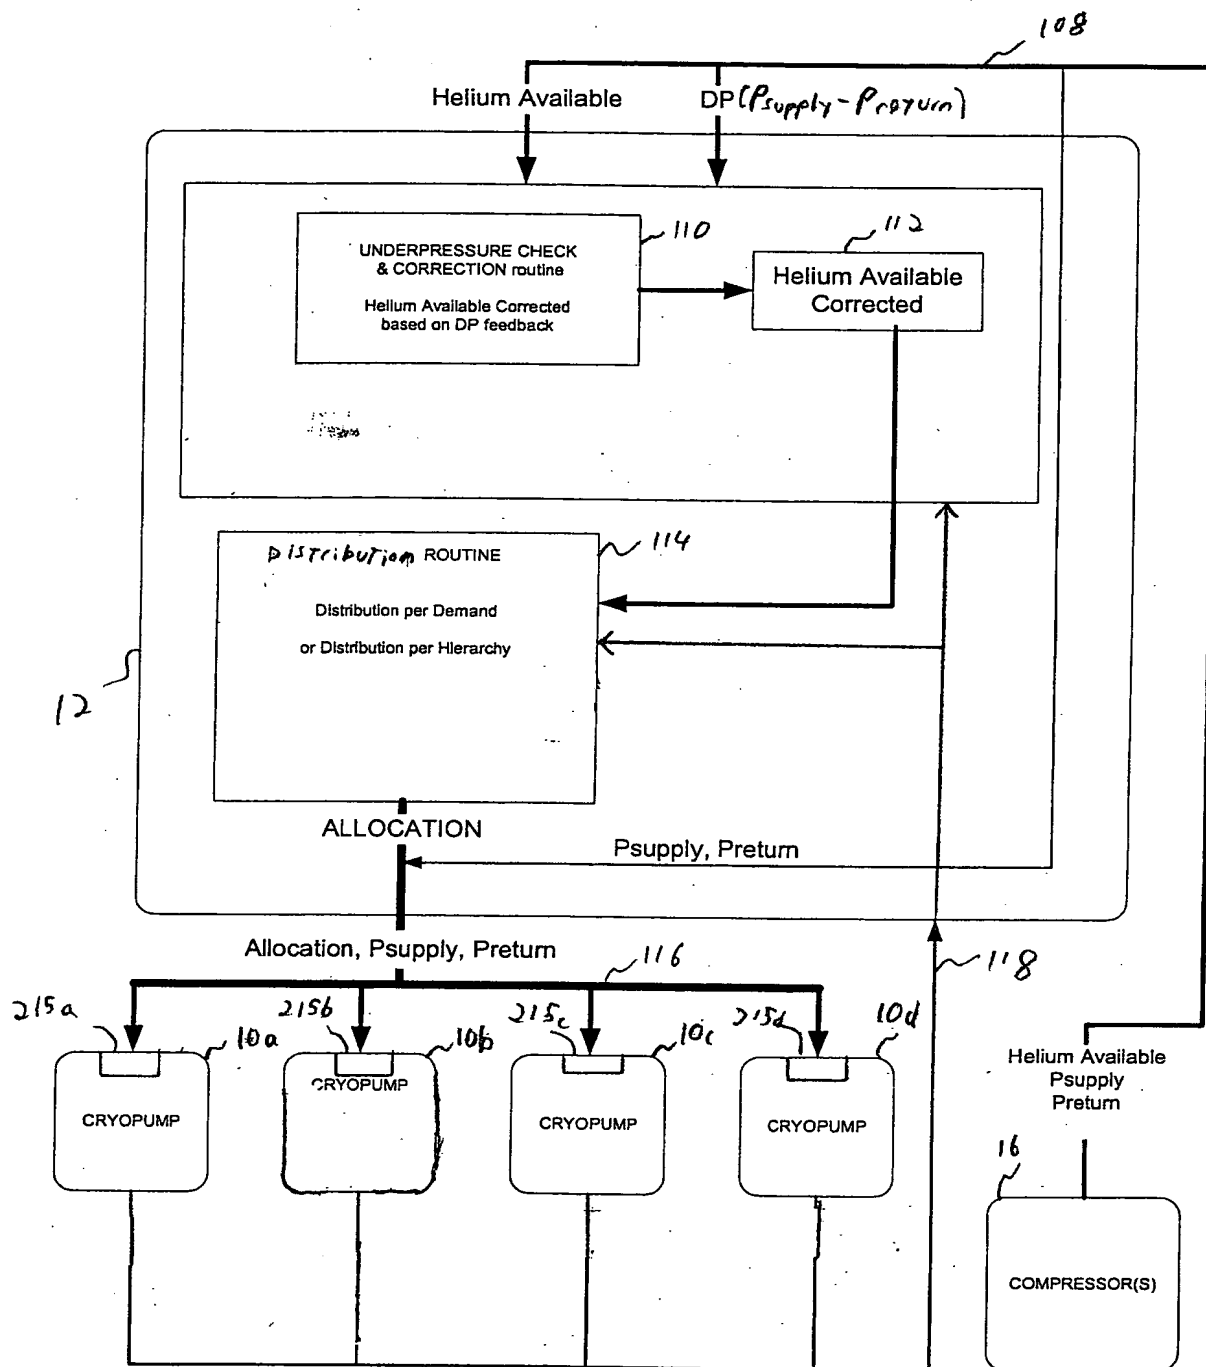 108
Helium Available
DP (Psupply - Preturn)
110
UNDERPRESSURE CHECK
& CORRECTION routine
Helium Available Corrected
based on DP feedback
112
Helium Available
Corrected
114
Distribution ROUTINE
Distribution per Demand
or Distribution per Hierarchy
12
ALLOCATION
Psupply, Preturn
Allocation, Psupply, Preturn
116
118
215a
10a
215b
10b
215c
10c
215d
10d
CRYOPUMP
CRYOPUMP
CRYOPUMP
CRYOPUMP
Helium Available
Psupply
Preturn
16
COMPRESSOR(S)